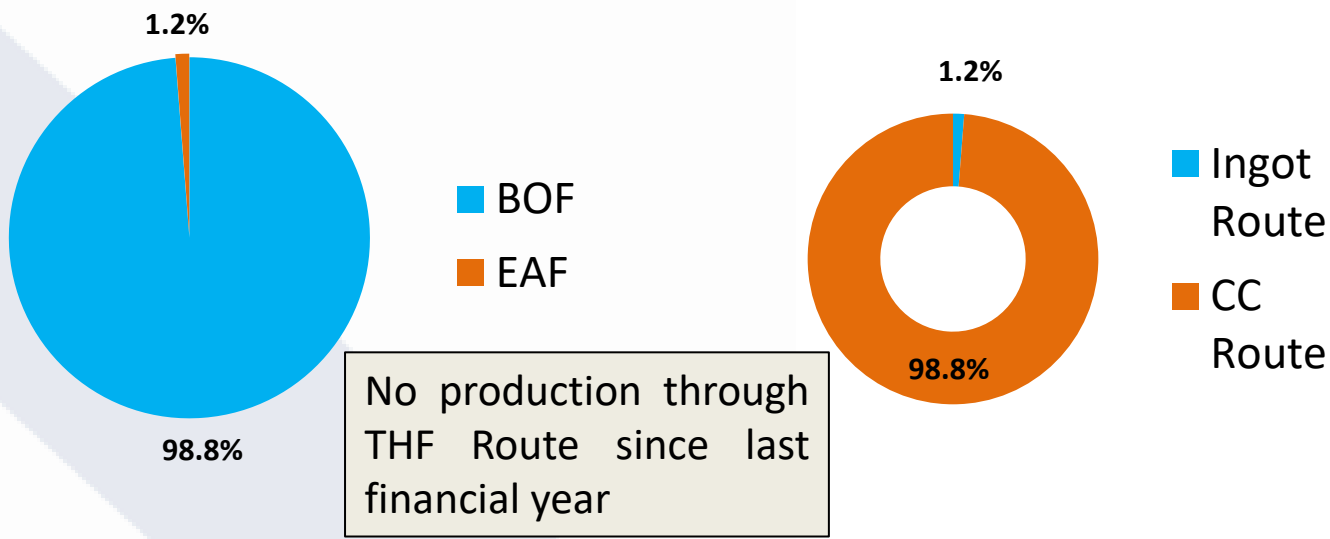 1.2%
BOF
EAF
98.8%
No production through
THF Route since last
financial year
1.2%
98.8%
Ingot
Route
CC
Route